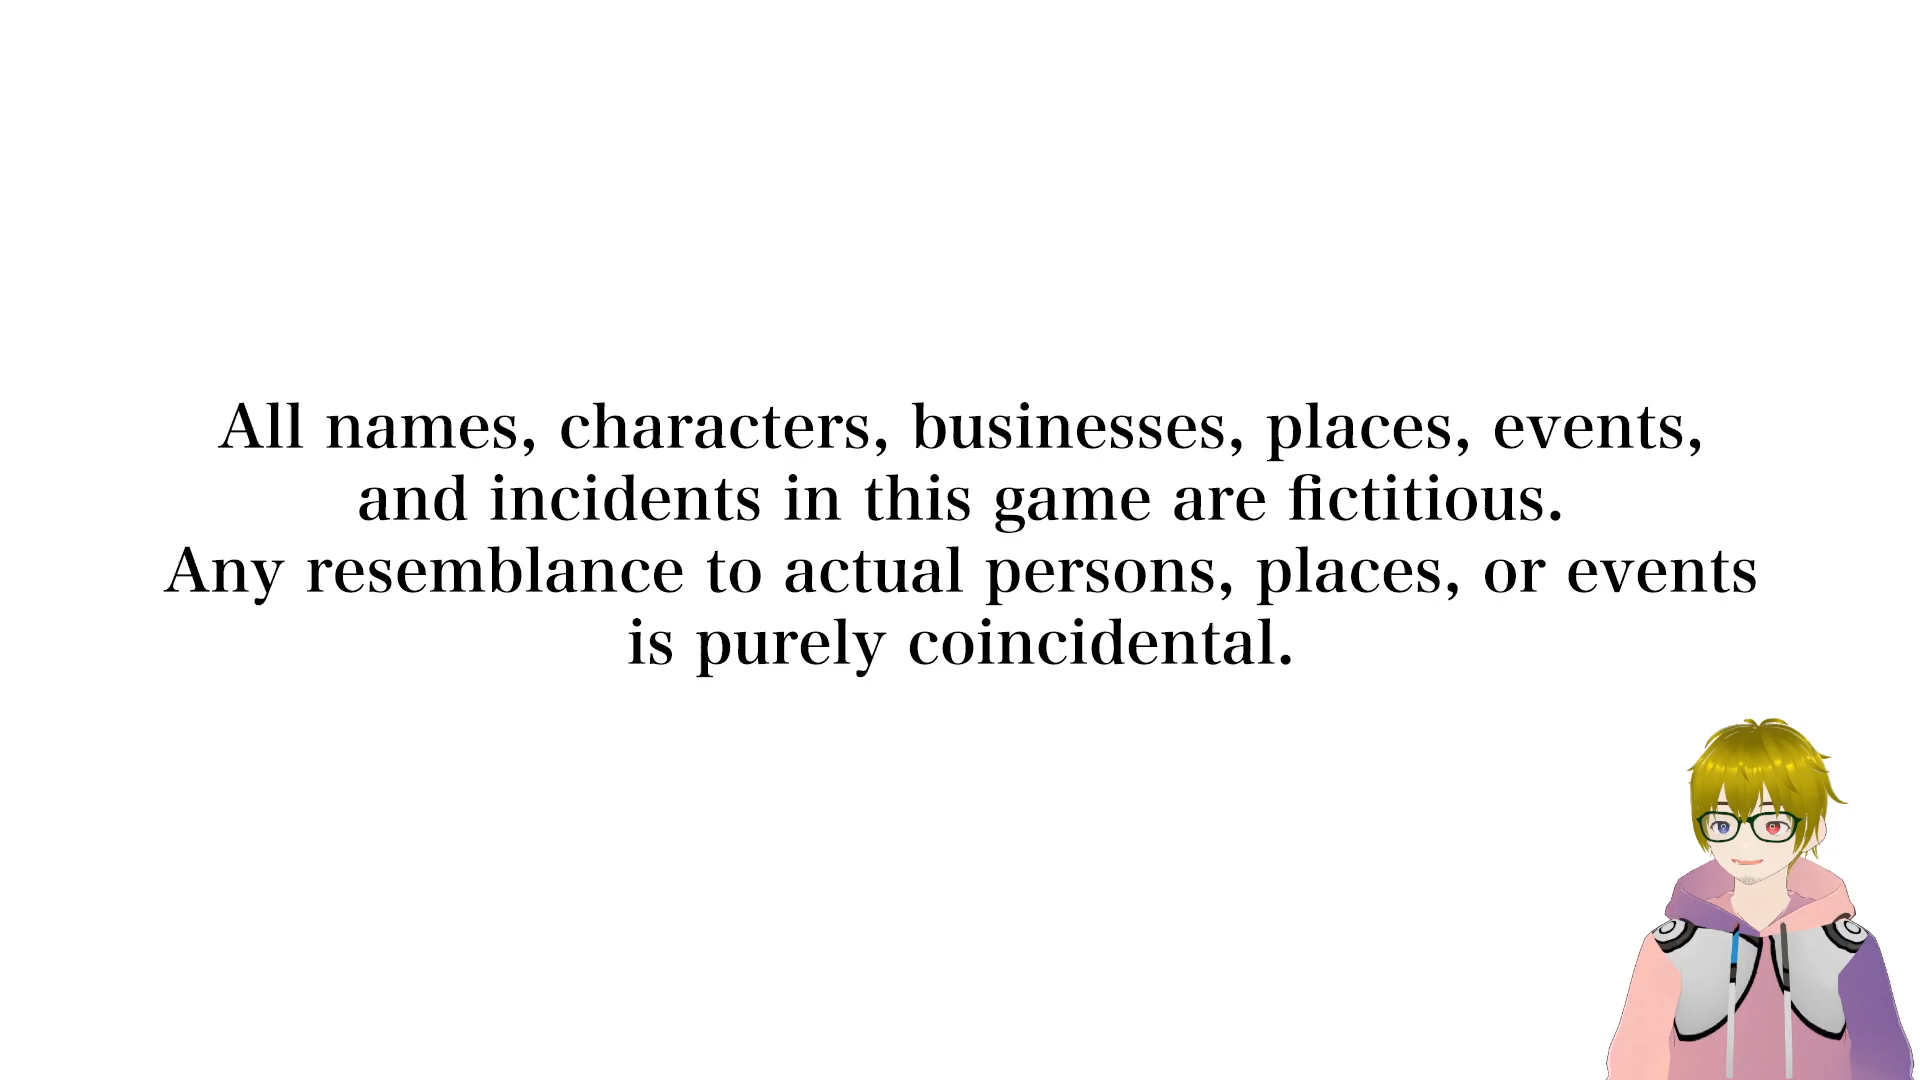 All names, characters, businesses, places, events,
and incidents in this game are fictitious.
Any resemblance to actual persons, places, or events
is purely coincidental.